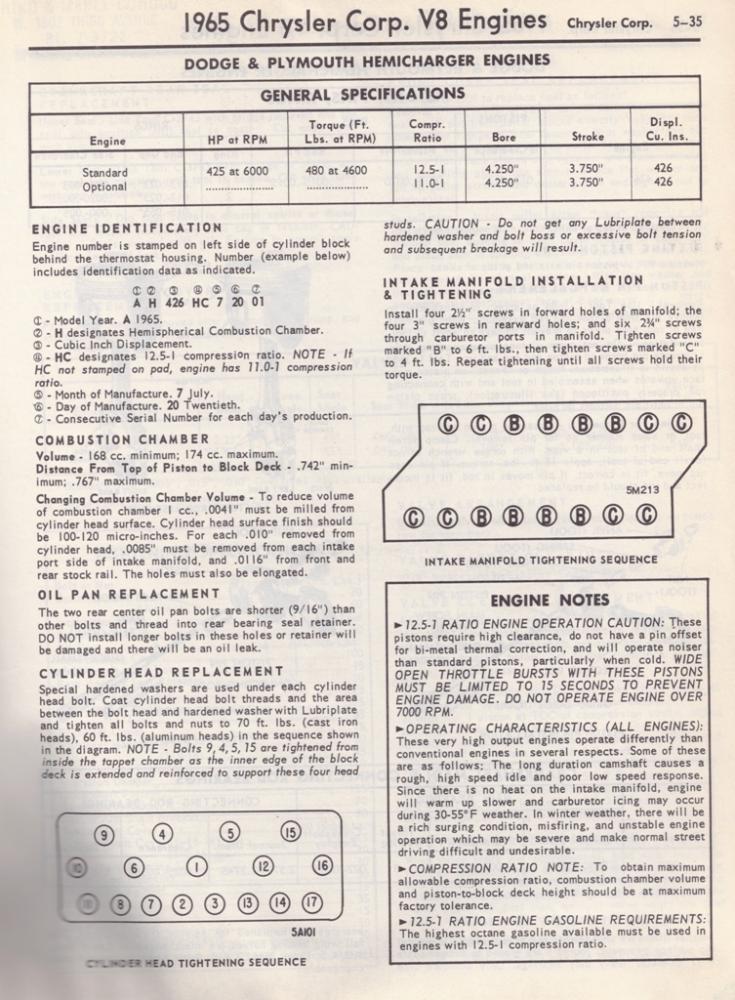 1965 Chrysler Corp. V8 Engines Chrysler Corp. 5-35
DODGE & PLYMOUTH HEMICHARGER ENGINES
GENERAL SPECIFICATIONS
Engine HP at RPM Torque (Ft. Lbs. at RPM) Compr. Ratio Bore Stroke Displ. Cu. Ins.
Standard 425 at 6000 480 at 4600 12.5-1 4.250" 3.750" 426
Optional ...................... ...................... 11.0-1 4.250" 3.750" 426
ENGINE IDENTIFICATION
Engine number is stamped on left side of cylinder block
behind the thermostat housing. Number (example below)
includes identification data as indicated.
① ② ③ ④ ⑤ ⑥ ⑦
A H 426 HC 7 20 01
① - Model Year. A 1965.
② - H designates Hemispherical Combustion Chamber.
③ - Cubic Inch Displacement.
④ - HC designates 12.5-1 compression ratio. NOTE - If
HC not stamped on pad, engine has 11.0-1 compression
ratio.
⑤ - Month of Manufacture. 7 July.
⑥ - Day of Manufacture. 20 Twentieth.
⑦ - Consecutive Serial Number for each day's production.
COMBUSTION CHAMBER
Volume - 168 cc. minimum; 174 cc. maximum.
Distance From Top of Piston to Block Deck - .742" min-
imum; .767" maximum.
Changing Combustion Chamber Volume - To reduce volume
of combustion chamber 1 cc., .0041" must be milled from
cylinder head surface. Cylinder head surface finish should
be 100-120 micro-inches. For each .010" removed from
cylinder head, .0085" must be removed from each intake
port side of intake manifold, and .0116" from front and
rear stock rail. The holes must also be elongated.
OIL PAN REPLACEMENT
The two rear center oil pan bolts are shorter (9/16") than
other bolts and thread into rear bearing seal retainer.
DO NOT install longer bolts in these holes or retainer will
be damaged and there will be an oil leak.
CYLINDER HEAD REPLACEMENT
Special hardened washers are used under each cylinder
head bolt. Coat cylinder head bolt threads and the area
between the bolt head and hardened washer with Lubriplate
and tighten all bolts and nuts to 70 ft. lbs. (cast iron
heads), 60 ft. lbs. (aluminum heads) in the sequence shown
in the diagram. NOTE - Bolts 9, 4, 5, 15 are tightened from
inside the tappet chamber as the inner edge of the block
deck is extended and reinforced to support these four head
9 4 5 15
10 6 1 12 16
8 7 2 3 13 14 17
5A101
CYLINDER HEAD TIGHTENING SEQUENCE
studs. CAUTION - Do not get any Lubriplate between
hardened washer and bolt boss or excessive bolt tension
and subsequent breakage will result.
INTAKE MANIFOLD INSTALLATION
& TIGHTENING
Install four 2½" screws in forward holes of manifold; the
four 3" screws in rearward holes; and six 2¾" screws
through carburetor ports in manifold. Tighten screws
marked "B" to 6 ft. lbs., then tighten screws marked "C"
to 4 ft. lbs. Repeat tightening until all screws hold their
torque.
C C B B B B C C
5M213
C C B B B B C C
INTAKE MANIFOLD TIGHTENING SEQUENCE
ENGINE NOTES
►12.5-1 RATIO ENGINE OPERATION CAUTION: These
pistons require high clearance, do not have a pin offset
for bi-metal thermal correction, and will operate noiser
than standard pistons, particularly when cold. WIDE
OPEN THROTTLE BURSTS WITH THESE PISTONS
MUST BE LIMITED TO 15 SECONDS TO PREVENT
ENGINE DAMAGE. DO NOT OPERATE ENGINE OVER
7000 RPM.
►OPERATING CHARACTERISTICS (ALL ENGINES):
These very high output engines operate differently than
conventional engines in several respects. Some of these
are as follows: The long duration camshaft causes a
rough, high speed idle and poor low speed response.
Since there is no heat on the intake manifold, engine
will warm up slower and carburetor icing may occur
during 30-55°F weather. In winter weather, there will be
a rich surging condition, misfiring, and unstable engine
operation which may be severe and make normal street
driving difficult and undesirable.
►COMPRESSION RATIO NOTE: To obtain maximum
allowable compression ratio, combustion chamber volume
and piston-to-block deck height should be at maximum
factory tolerance.
►12.5-1 RATIO ENGINE GASOLINE REQUIREMENTS:
The highest octane gasoline available must be used in
engines with 12.5-1 compression ratio.